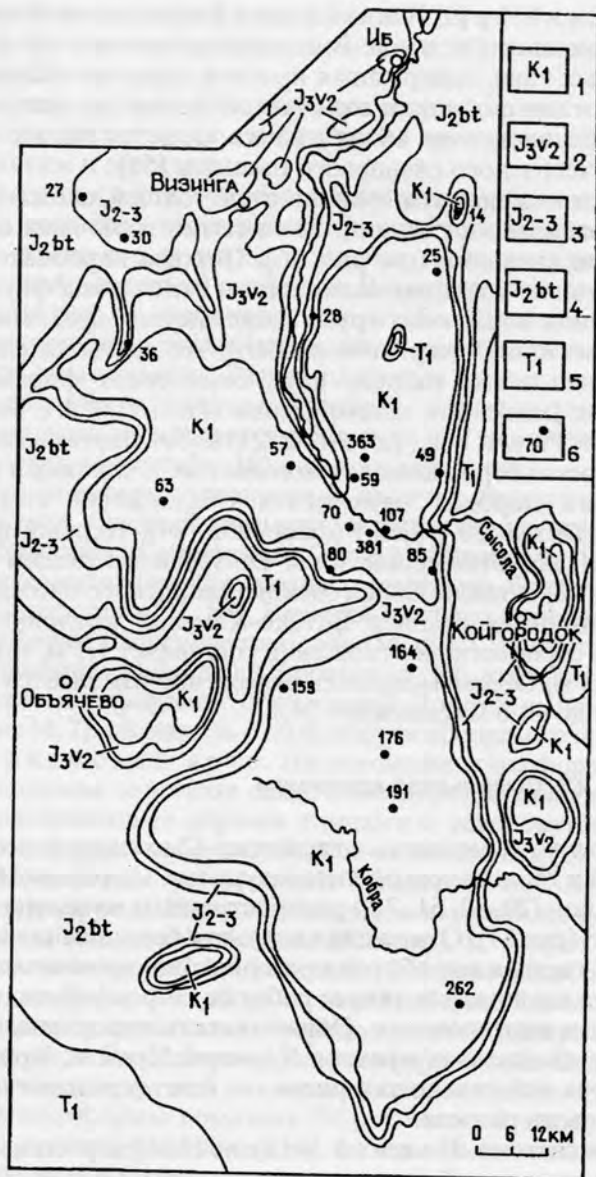 ИБ
J₃V₂
J₂bt
K₁ 1
27
ВИЗИНГА
K₁
14
J₃V₂ 2
30
J₂₋₃
J₂₋₃
25
J₂₋₃ 3
J₂bt
J₃V₂
28
J₂bt 4
36
T₁
T₁ 5
K₁
K₁
J₂bt
57
363
49
T₁
70 6
63
59
70
107
Сысола
K₁
J₂₋₃
381
80
85
T₁
J₃V₂
J₃V₂
КОЙГОРОДОК
164
T₁
ОБЪЯЧЕВО
K₁
159
J₂₋₃
K₁
J₃V₂
176
K₁
191
J₃V₂
K₁
Кобра
J₂bt
J₂₋₃
K₁
262
T₁
6 12КМ